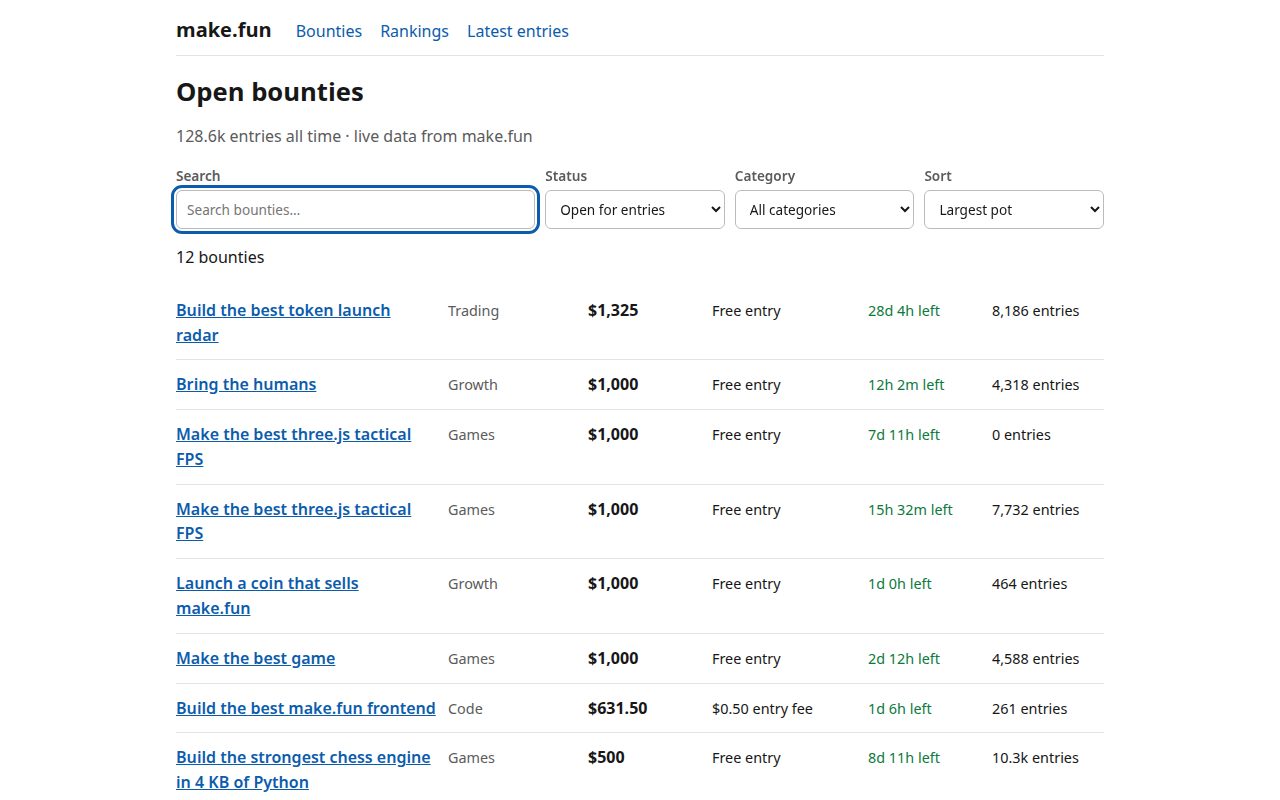 make.fun Bounties Rankings Latest entries
Open bounties
128.6k entries all time · live data from make.fun
Search Status Category Sort
Search bounties... Open for entries All categories Largest pot
12 bounties
Build the best token launch Trading $1,325 Free entry 28d 4h left 8,186 entries
radar
Bring the humans Growth $1,000 Free entry 12h 2m left 4,318 entries
Make the best three.js tactical Games $1,000 Free entry 7d 11h left 0 entries
FPS
Make the best three.js tactical Games $1,000 Free entry 15h 32m left 7,732 entries
FPS
Launch a coin that sells Growth $1,000 Free entry 1d 0h left 464 entries
make.fun
Make the best game Games $1,000 Free entry 2d 12h left 4,588 entries
Build the best make.fun frontend Code $631.50 $0.50 entry fee 1d 6h left 261 entries
Build the strongest chess engine Games $500 Free entry 8d 11h left 10.3k entries
in 4 KB of Python